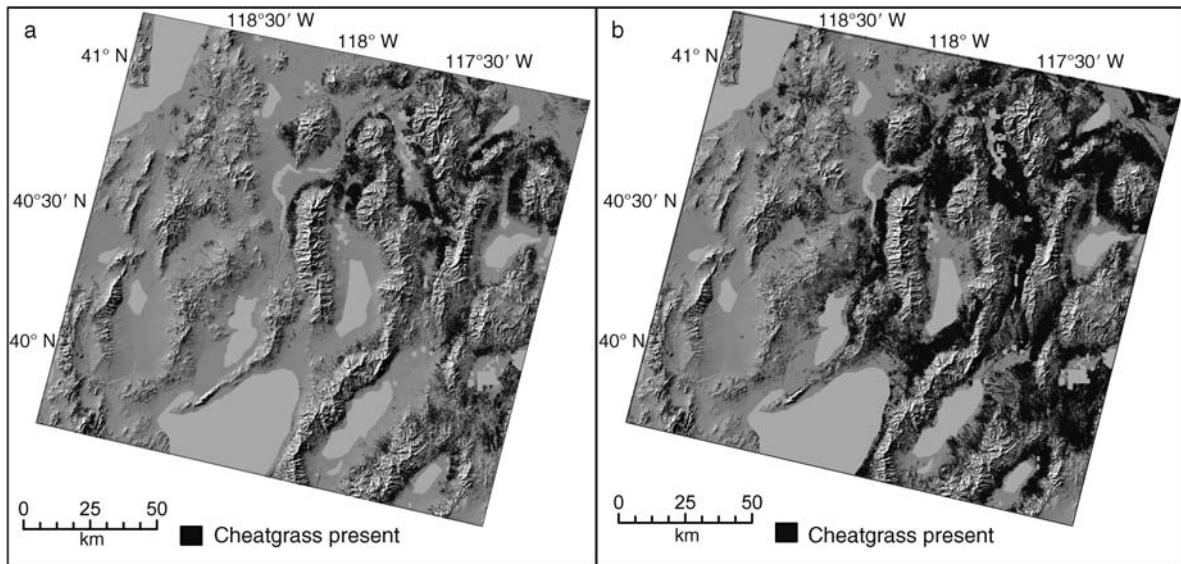 a
118°30′ W
118° W
117°30′ W
41° N
40°30′ N
40° N
0 25 50
km
Cheatgrass present
b
118°30′ W
118° W
117°30′ W
41° N
40°30′ N
40° N
0 25 50
km
Cheatgrass present